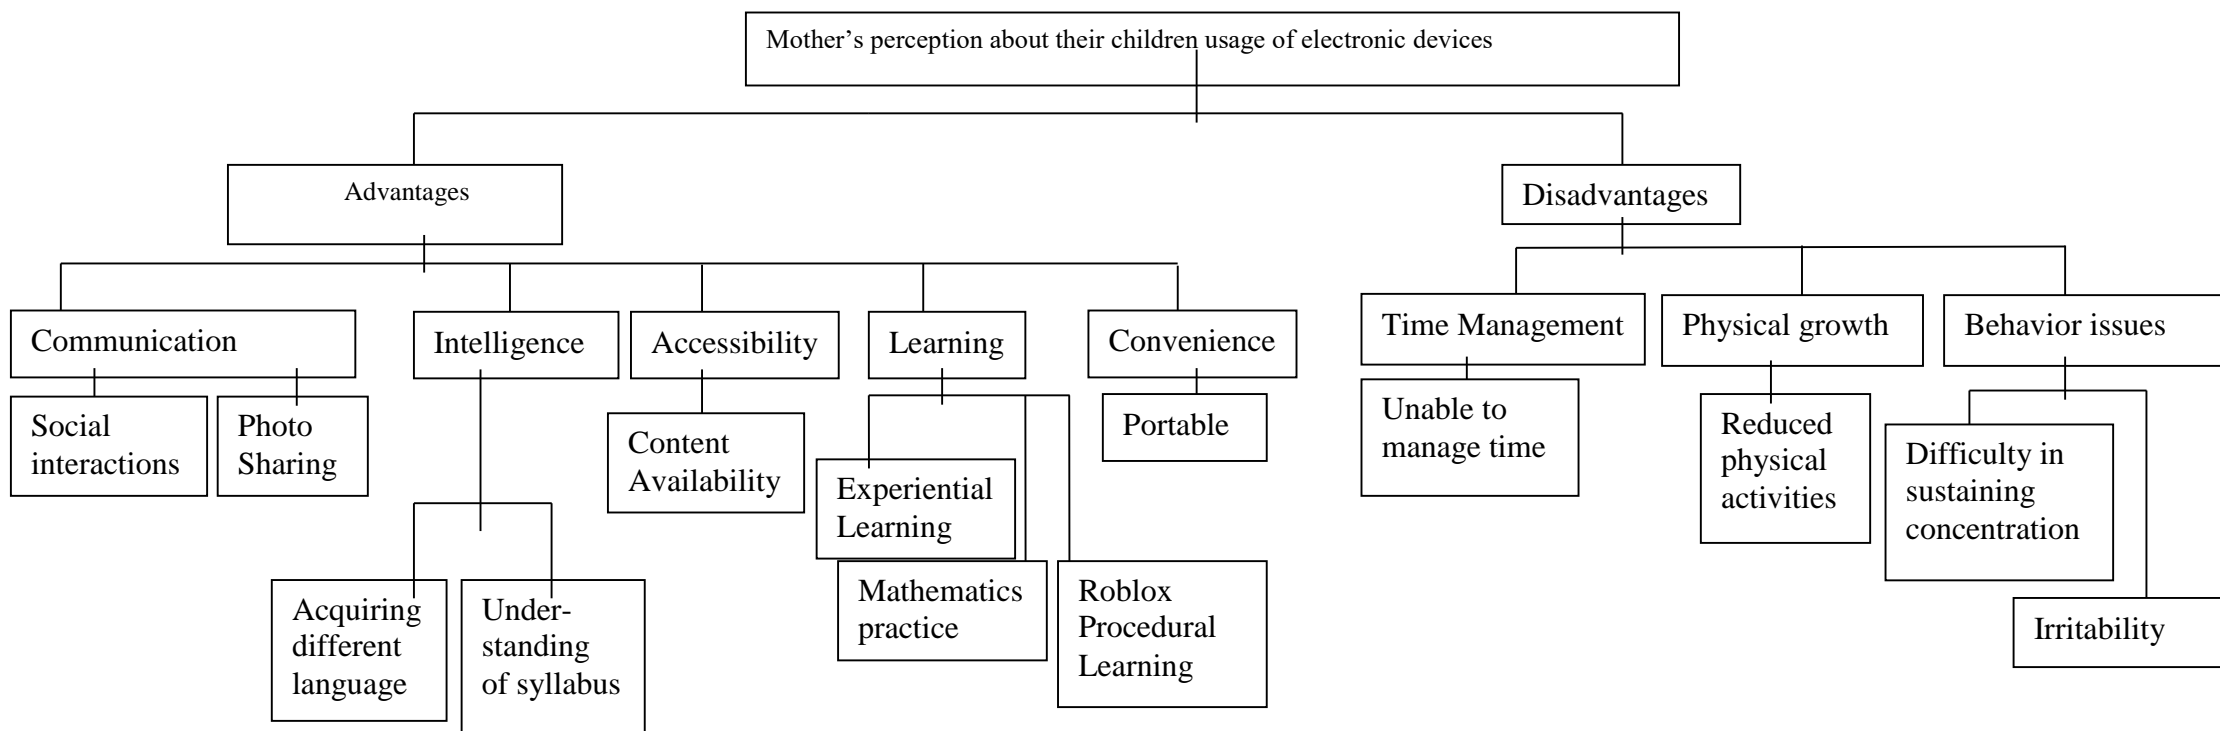 Mother’s perception about their children usage of electronic devices
Advantages
Disadvantages
Communication
Intelligence
Accessibility
Learning
Convenience
Time Management
Physical growth
Behavior issues
Social
interactions
Photo
Sharing
Content
Availability
Portable
Unable to
manage time
Reduced
physical
activities
Difficulty in
sustaining
concentration
Experiential
Learning
Acquiring
different
language
Under-
standing
of syllabus
Mathematics
practice
Roblox
Procedural
Learning
Irritability